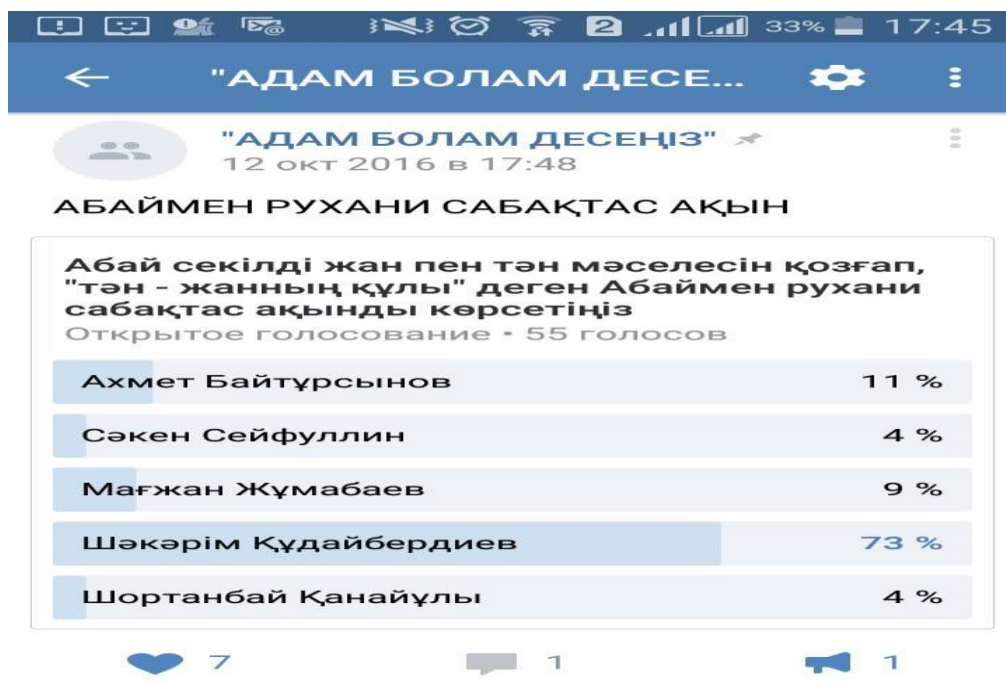 2 33% 17:45
"АДАМ БОЛАМ ДЕСЕ...
"АДАМ БОЛАМ ДЕСЕҢІЗ"
12 окт 2016 в 17:48
АБАЙМЕН РУХАНИ САБАҚТАС АҚЫН
Абай секілді жан пен тән мәселесін қозғап,
"тән - жанның құлы" деген Абаймен рухани
сабақтас ақынды көрсетіңіз
Открытое голосование • 55 голосов
Ахмет Байтұрсынов 11 %
Сәкен Сейфуллин 4 %
Мағжан Жұмабаев 9 %
Шәкәрім Құдайбердиев 73 %
Шортанбай Қанайұлы 4 %
7 1 1